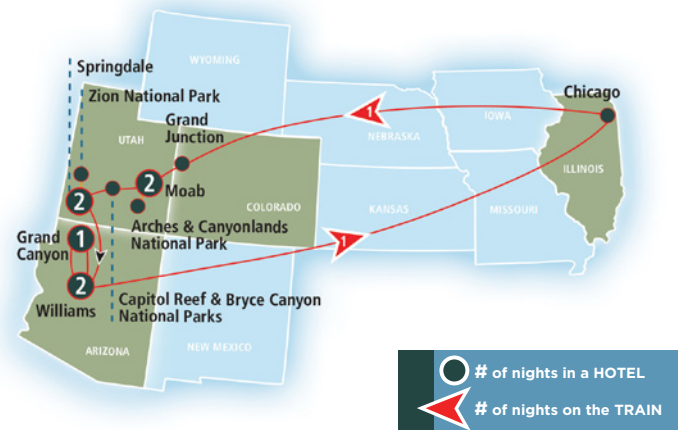 Springdale
WYOMING
Zion National Park
Chicago
1
Grand
Junction
IOWA
UTAH
NEBRASKA
ILLINOIS
2
Moab
2
COLORADO
KANSAS
MISSOURI
Arches & Canyonlands
National Park
Grand
Canyon
1
1
2
Williams
Capitol Reef & Bryce Canyon
National Parks
ARIZONA
NEW MEXICO
# of nights in a HOTEL
# of nights on the TRAIN